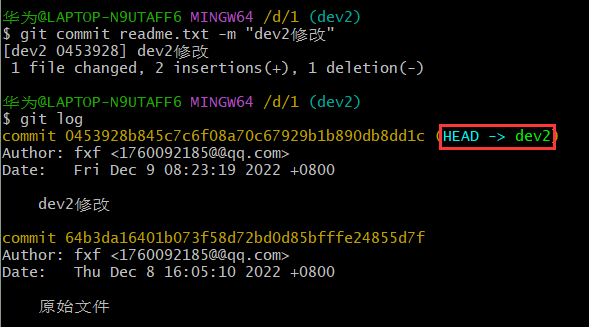 华为@LAPTOP-N9UTAFF6 MINGW64 /d/1 (dev2)
$ git commit readme.txt -m "dev2修改"
[dev2 0453928] dev2修改
1 file changed, 2 insertions(+), 1 deletion(-)
华为@LAPTOP-N9UTAFF6 MINGW64 /d/1 (dev2)
$ git log
commit 0453928b845c7c6f08a70c67929b1b890db8dd1c (HEAD -> dev2)
Author: fxf <1760092185@@qq.com>
Date:   Fri Dec 9 08:23:19 2022 +0800
dev2修改
commit 64b3da16401b073f58d72bd0d85bfffe24855d7f
Author: fxf <1760092185@@qq.com>
Date:   Thu Dec 8 16:05:10 2022 +0800
原始文件